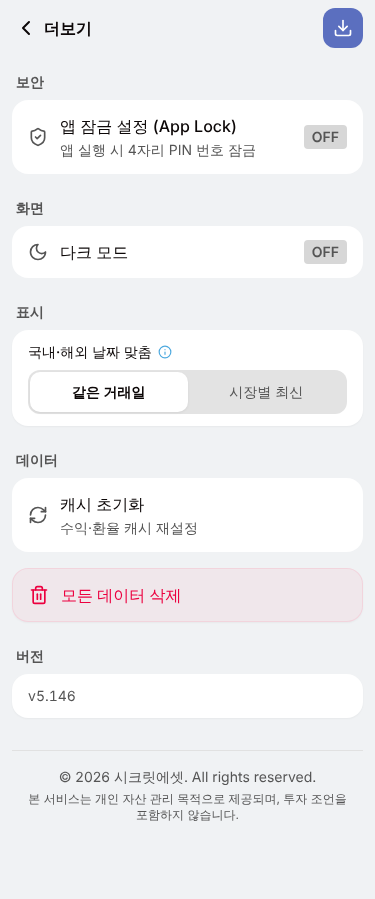 더보기
보안
앱 잠금 설정 (App Lock)
앱 실행 시 4자리 PIN 번호 잠금
OFF
화면
다크 모드
OFF
표시
국내·해외 날짜 맞춤
같은 거래일
시장별 최신
데이터
캐시 초기화
수익·환율 캐시 재설정
모든 데이터 삭제
버전
v5.146
© 2026 시크릿에셋. All rights reserved.
본 서비스는 개인 자산 관리 목적으로 제공되며, 투자 조언을
포함하지 않습니다.